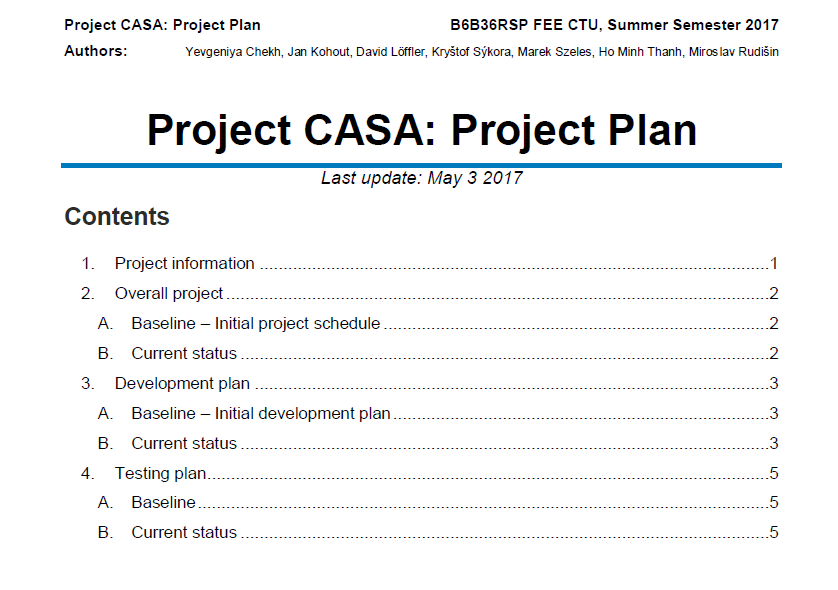 Project CASA: Project Plan B6B36RSP FEE CTU, Summer Semester 2017
Authors: Yevgeniya Chekh, Jan Kohout, David Löffler, Kryštof Sýkora, Marek Szeles, Ho Minh Thanh, Miroslav Rudišin
Project CASA: Project Plan
Last update: May 3 2017
Contents
1. Project information ....................................................................................................1
2. Overall project ....................................................................................................2
A. Baseline – Initial project schedule ....................................................................................................2
B. Current status ....................................................................................................2
3. Development plan ....................................................................................................3
A. Baseline – Initial development plan ....................................................................................................3
B. Current status ....................................................................................................3
4. Testing plan ....................................................................................................5
A. Baseline ....................................................................................................5
B. Current status ....................................................................................................5